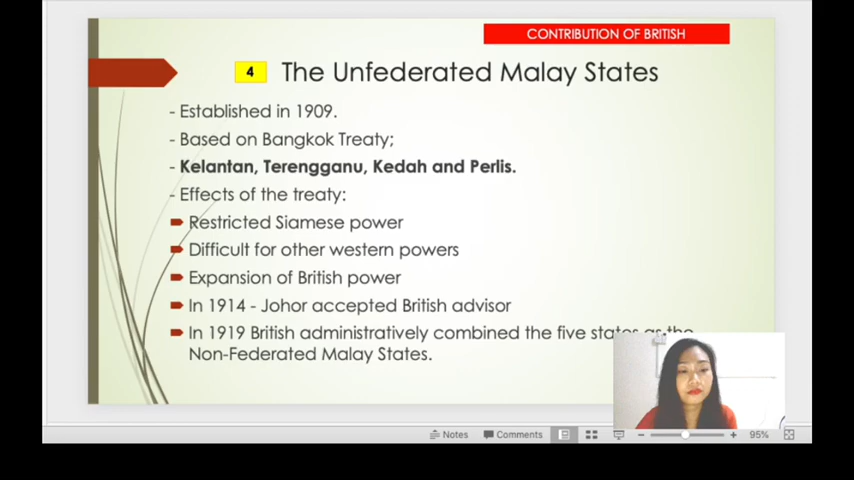 CONTRIBUTION OF BRITISH
4 The Unfederated Malay States
- Established in 1909.
- Based on Bangkok Treaty;
- Kelantan, Terengganu, Kedah and Perlis.
- Effects of the treaty:
Restricted Siamese power
Difficult for other western powers
Expansion of British power
In 1914 - Johor accepted British advisor
In 1919 British administratively combined the five states as the
Non-Federated Malay States.
Notes Comments 95%